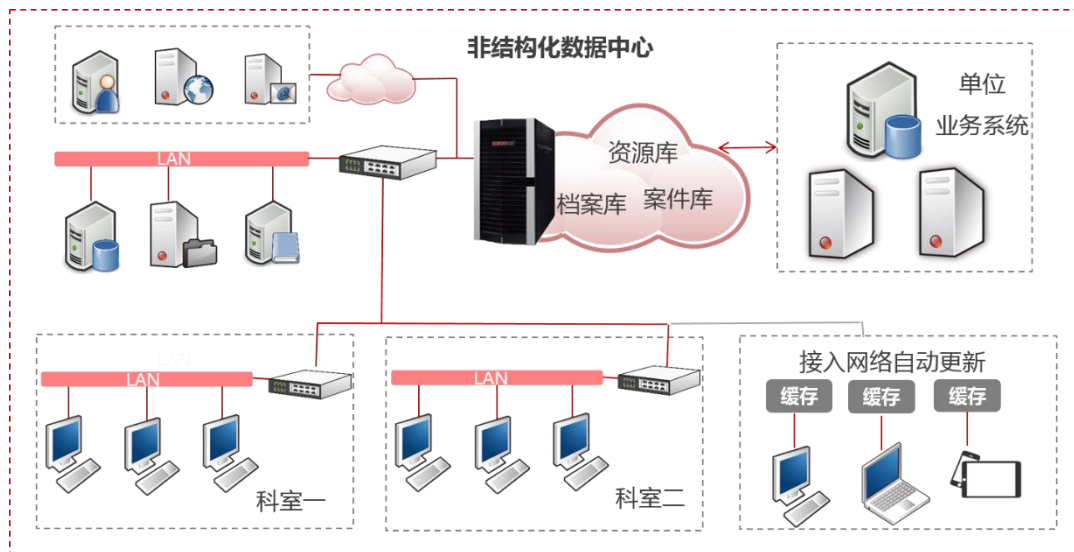 非结构化数据中心
单位
业务系统
LAN
资源库
档案库
案件库
LAN
科室一
LAN
科室二
接入网络自动更新
缓存
缓存
缓存